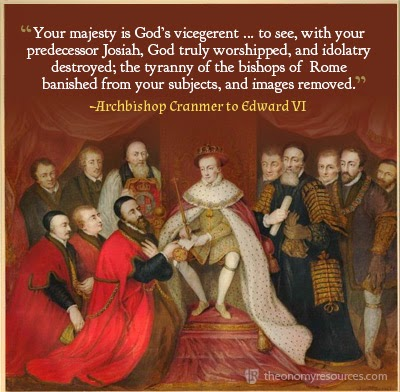 “Your majesty is God’s vicegerent ... to see, with your
predecessor Josiah, God truly worshipped, and idolatry
destroyed; the tyranny of the bishops of Rome
banished from your subjects, and images removed.”
–Archbishop Cranmer to Edward VI
theonomyresources.com